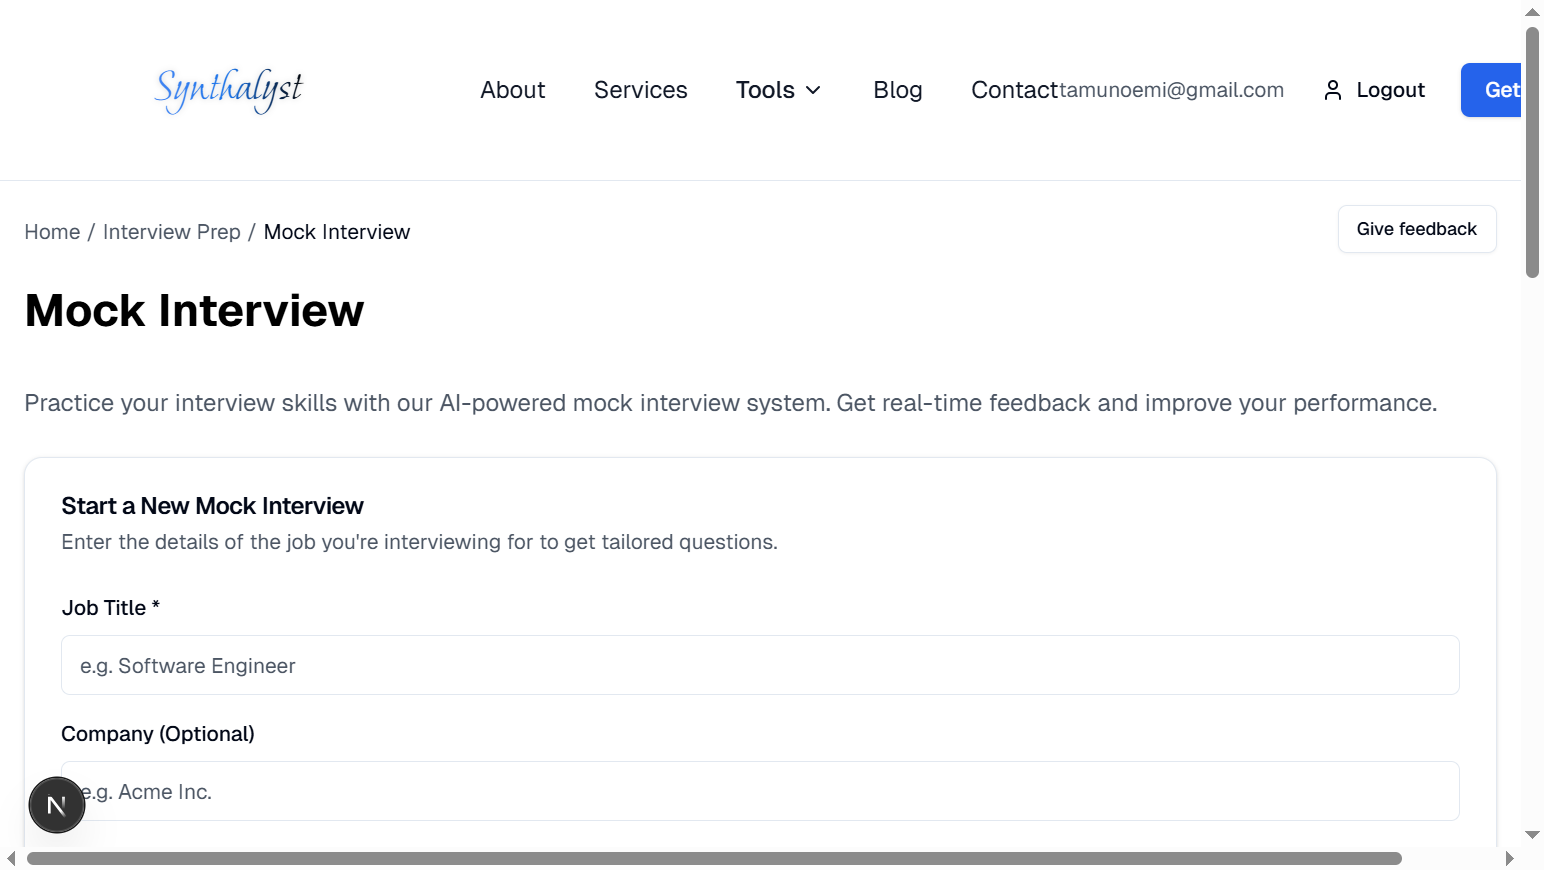 Synthalyst
About Services Tools Blog Contact tamunoemi@gmail.com Logout Get
Home / Interview Prep / Mock Interview
Give feedback
Mock Interview
Practice your interview skills with our AI-powered mock interview system. Get real-time feedback and improve your performance.
Start a New Mock Interview
Enter the details of the job you're interviewing for to get tailored questions.
Job Title *
e.g. Software Engineer
Company (Optional)
e.g. Acme Inc.
N